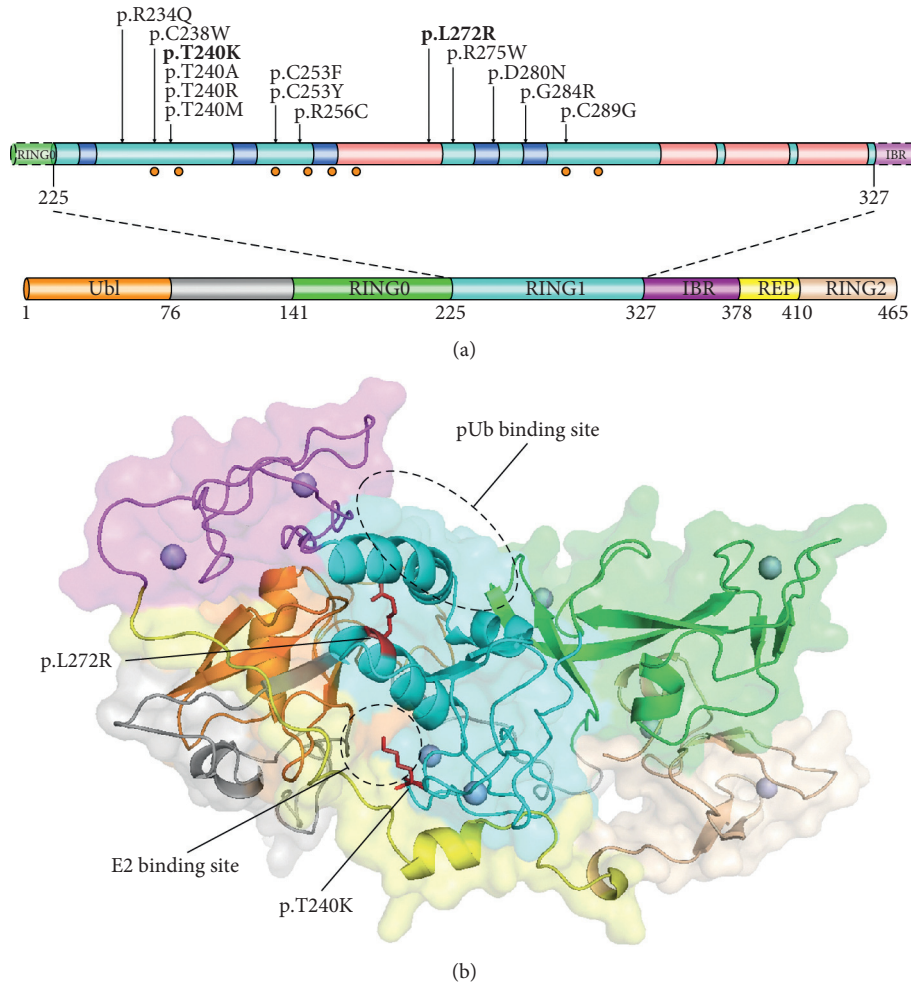 p.R234Q
p.C238W
p.T240K
p.T240A
p.T240R
p.T240M
p.C253F
p.C253Y
p.R256C
p.L272R
p.R275W
p.D280N
p.G284R
p.C289G
RING0
IBR
225
327
Ubl
RING0
RING1
IBR
REP
RING2
1
76
141
225
327
378
410
465
(a)
pUb binding site
p.L272R
E2 binding site
p.T240K
(b)